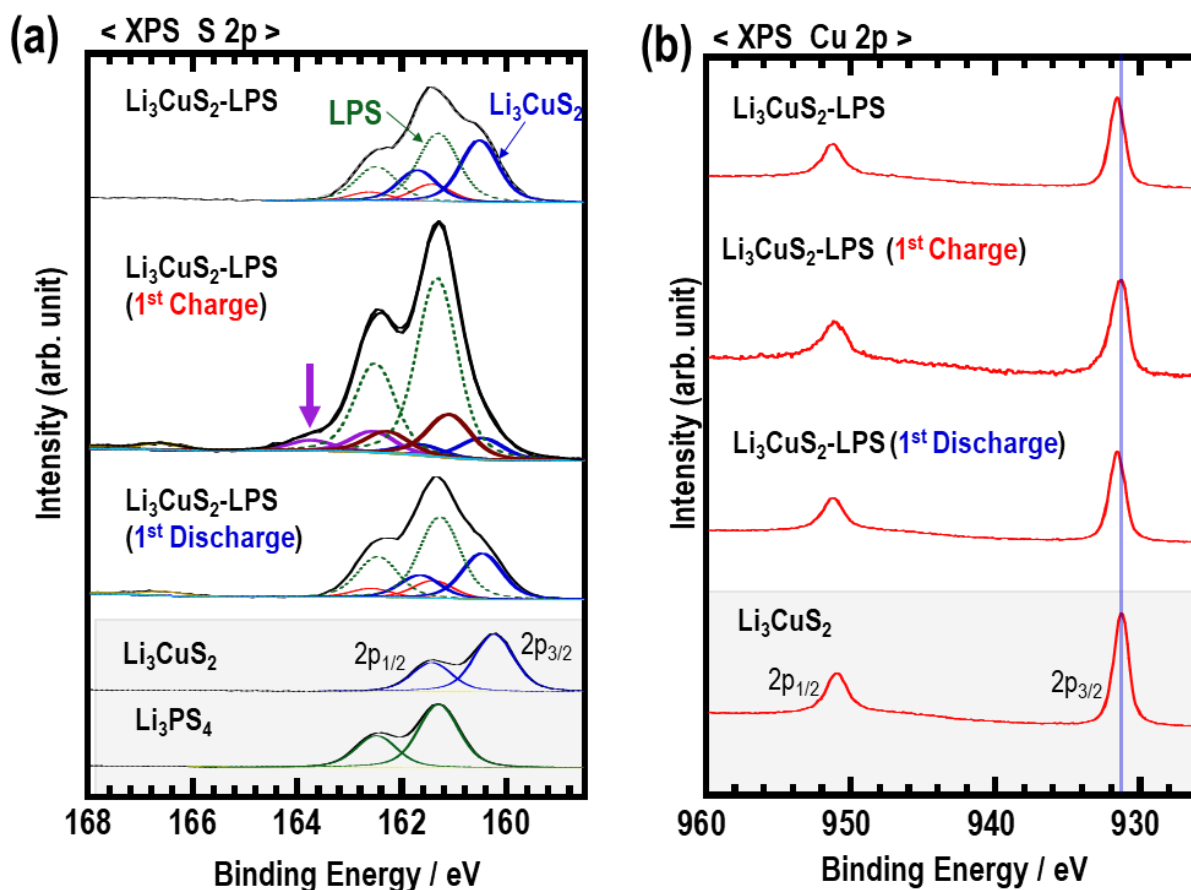 (a)
< XPS S 2p >
Li₃CuS₂-LPS
LPS
Li₃CuS₂
Li₃CuS₂-LPS
(1ˢᵗ Charge)
Li₃CuS₂-LPS
(1ˢᵗ Discharge)
Li₃CuS₂
2p₁/₂
2p₃/₂
Li₃PS₄
Intensity (arb. unit)
168 166 164 162 160
Binding Energy / eV
(b)
< XPS Cu 2p >
Li₃CuS₂-LPS
Li₃CuS₂-LPS (1ˢᵗ Charge)
Li₃CuS₂-LPS (1ˢᵗ Discharge)
Li₃CuS₂
2p₁/₂
2p₃/₂
Intensity (arb. unit)
960 950 940 930
Binding Energy / eV